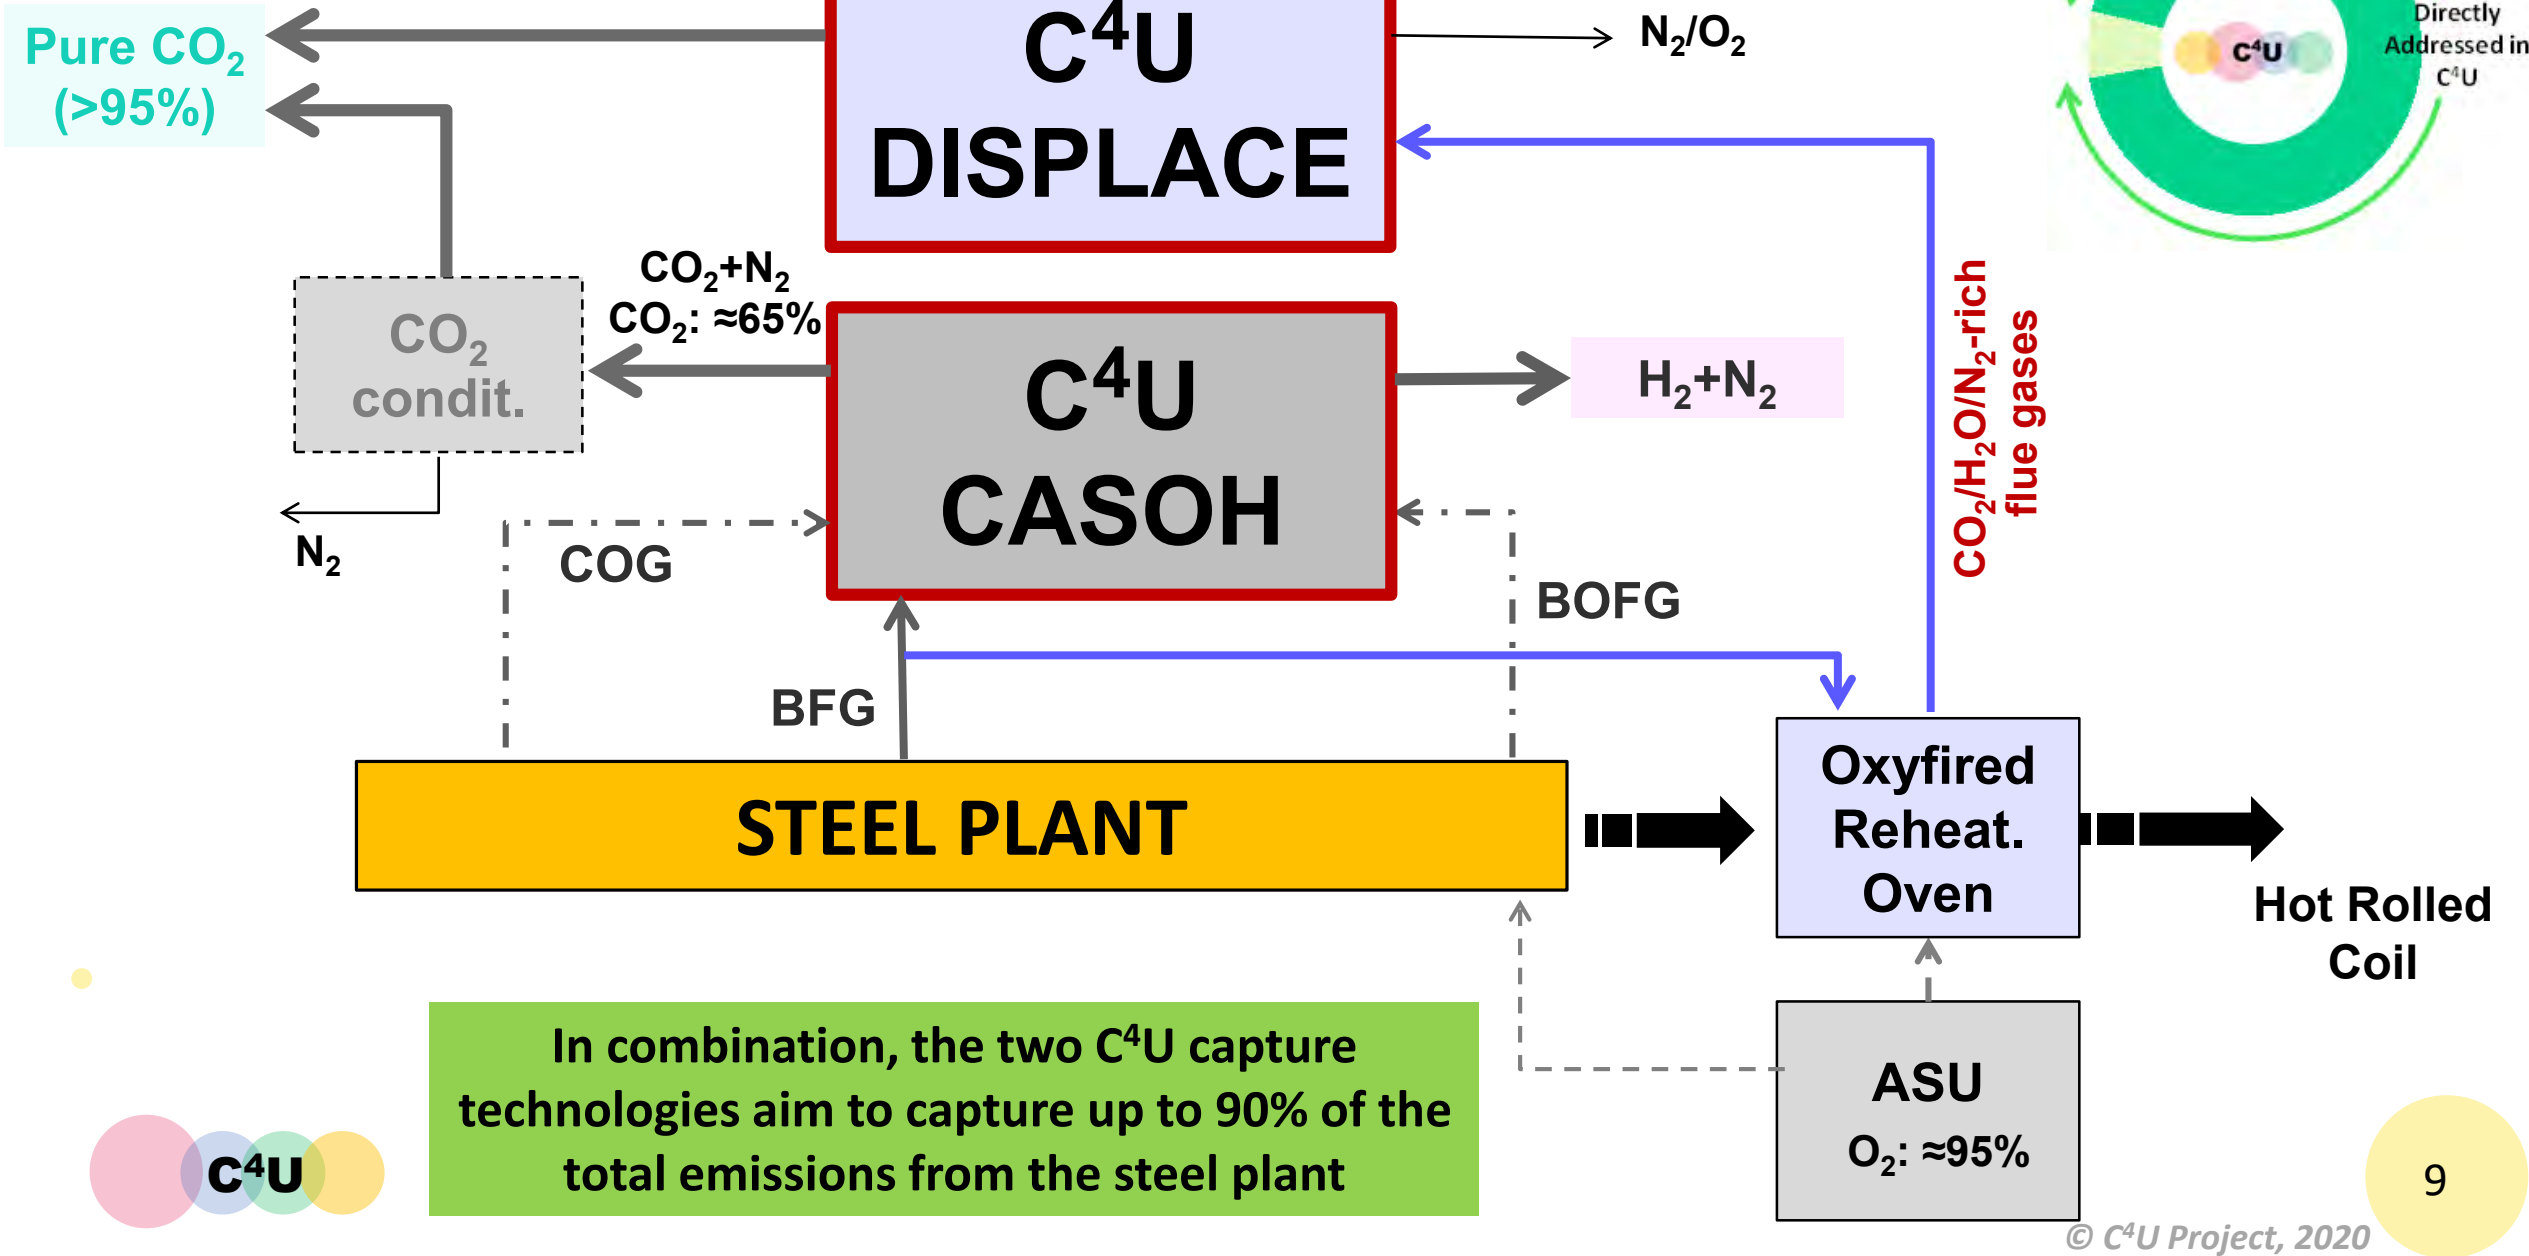 Pure CO₂
(>95%)
C⁴U
DISPLACE
N₂/O₂
Directly
Addressed in
C⁴U
C⁴U
CO₂+N₂
CO₂: ≈65%
CO₂
condit.
N₂
C⁴U
CASOH
H₂+N₂
CO₂/H₂O/N₂-rich
flue gases
COG
BOFG
BFG
STEEL PLANT
Oxyfired
Reheat.
Oven
Hot Rolled
Coil
In combination, the two C⁴U capture
technologies aim to capture up to 90% of the
total emissions from the steel plant
ASU
O₂: ≈95%
C⁴U
9
© C⁴U Project, 2020